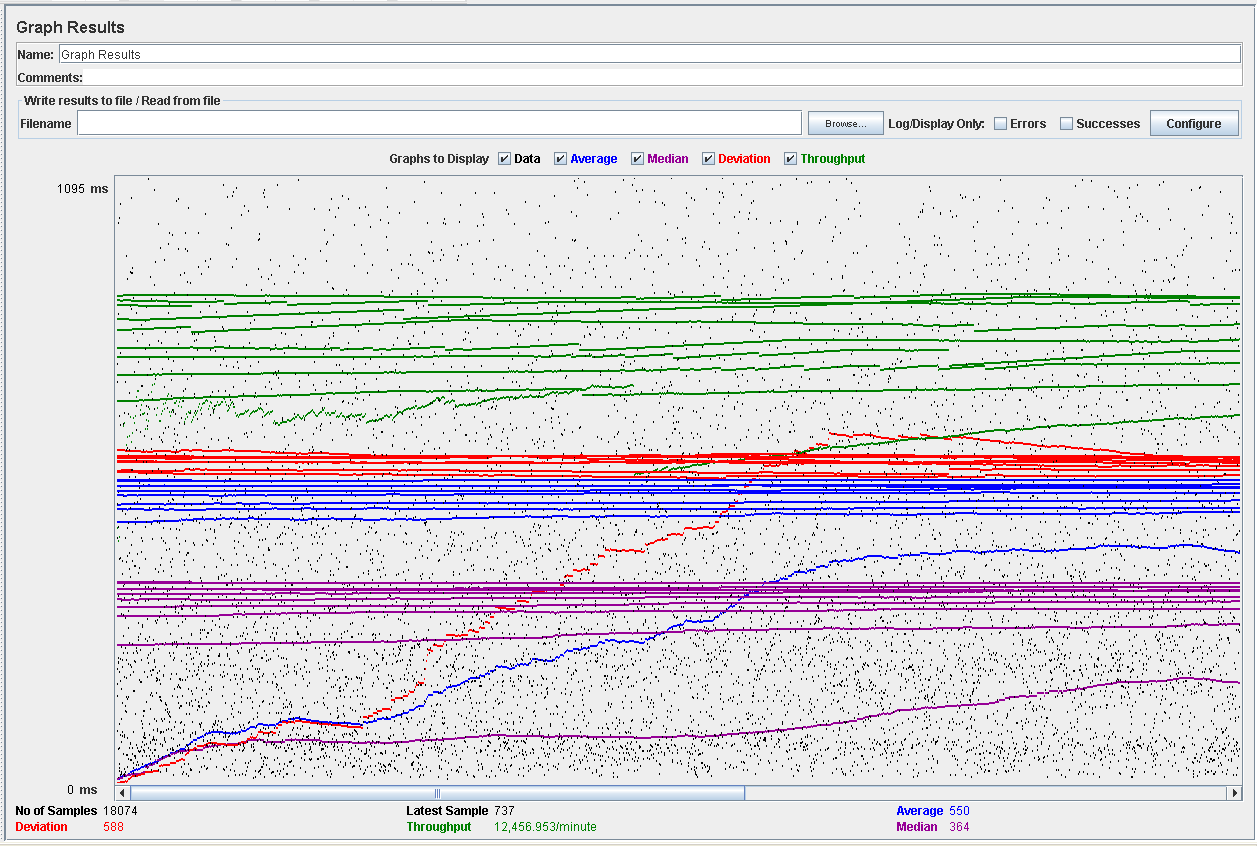 Graph Results
Name: Graph Results
Comments:
Write results to file / Read from file
Filename Browse... Log/Display Only: Errors Successes Configure
Graphs to Display Data Average Median Deviation Throughput
1095 ms
0 ms
No of Samples 18074 Latest Sample 737 Average 550
Deviation 588 Throughput 12,456.953/minute Median 364